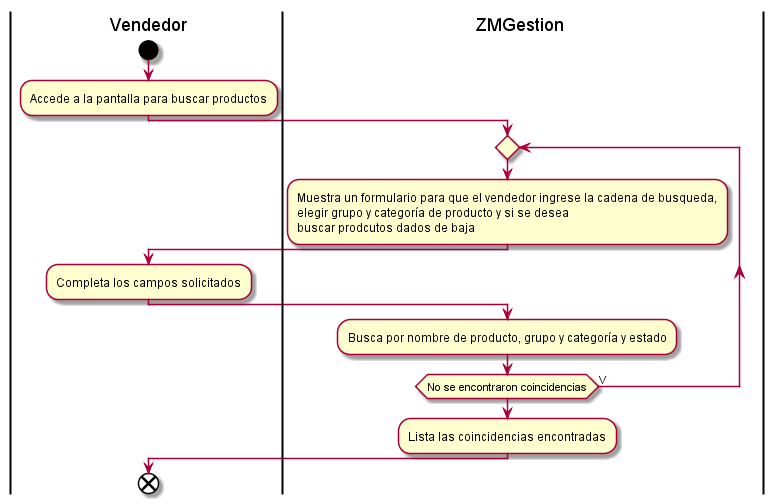 Vendedor
ZMGestion
Accede a la pantalla para buscar productos
Muestra un formulario para que el vendedor ingrese la cadena de busqueda,
elegir grupo y categoría de producto y si se desea
buscar prodcutos dados de baja
Completa los campos solicitados
Busca por nombre de producto, grupo y categoría y estado
No se encontraron coincidencias
V
Lista las coincidencias encontradas